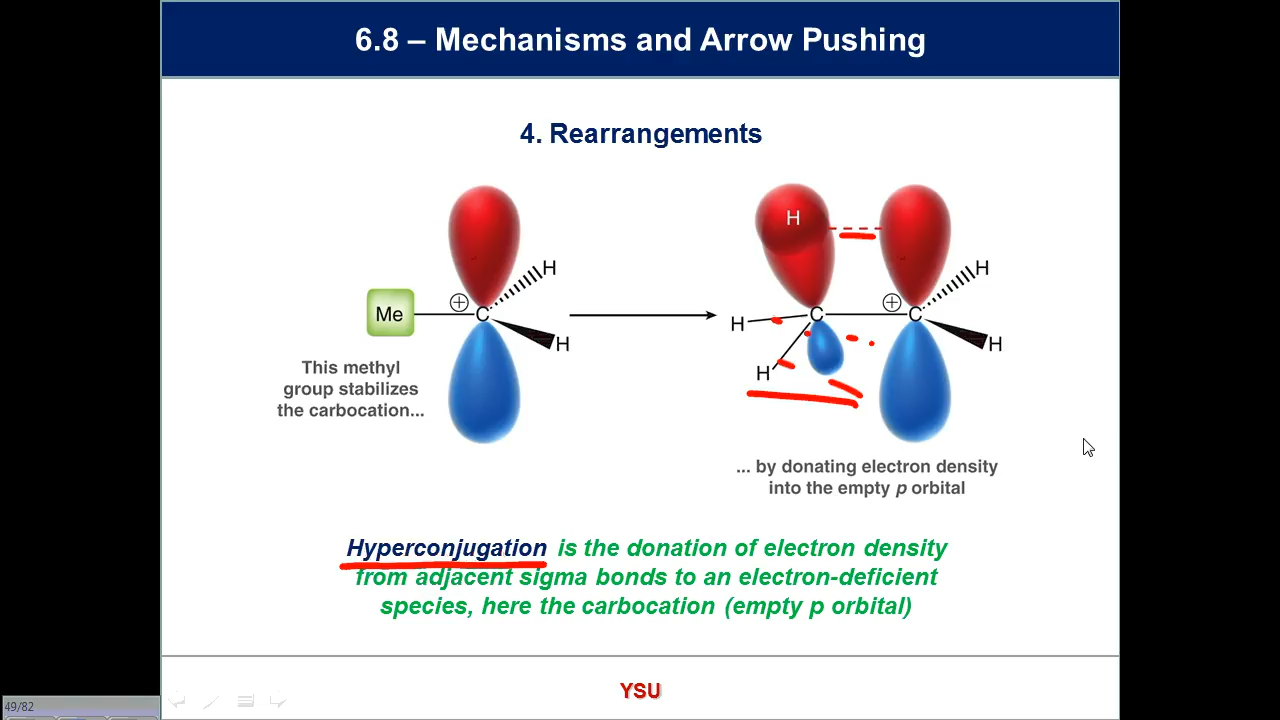 6.8 – Mechanisms and Arrow Pushing
4. Rearrangements
Me
C
H
H
This methyl
group stabilizes
the carbocation...
H
H
H
C
C
H
H
... by donating electron density
into the empty p orbital
Hyperconjugation is the donation of electron density
from adjacent sigma bonds to an electron-deficient
species, here the carbocation (empty p orbital)
YSU
49/82